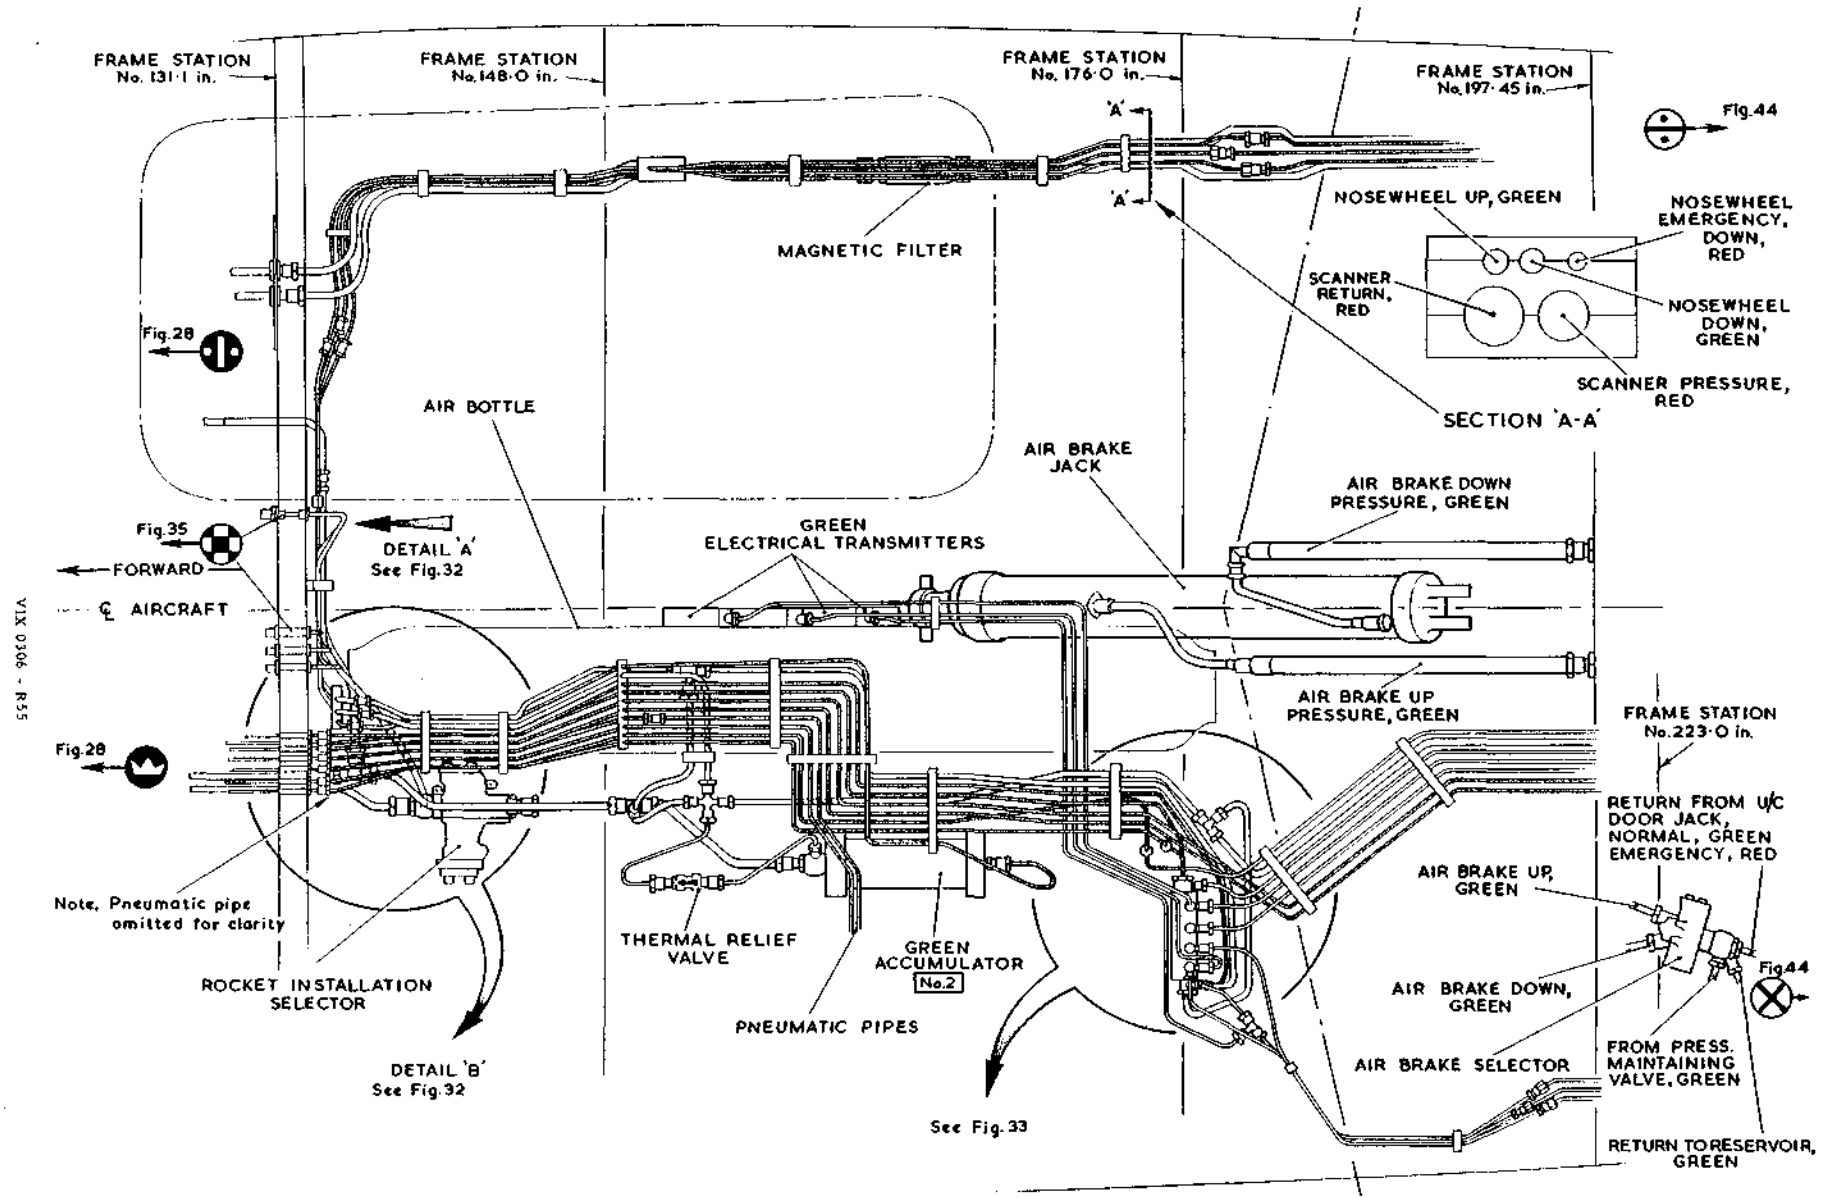 FRAME STATION
No. 131·1 in.
FRAME STATION
No. 148·0 in.
FRAME STATION
No. 176·0 in.
FRAME STATION
No. 197·45 in.
'A'
'A'
Fig. 44
NOSEWHEEL UP, GREEN
NOSEWHEEL
EMERGENCY,
DOWN,
RED
SCANNER
RETURN,
RED
NOSEWHEEL
DOWN,
GREEN
SCANNER PRESSURE,
RED
SECTION 'A-A'
MAGNETIC FILTER
Fig. 28
AIR BOTTLE
AIR BRAKE
JACK
AIR BRAKE DOWN
PRESSURE, GREEN
Fig. 35
FORWARD
DETAIL 'A'
See Fig. 32
GREEN
ELECTRICAL TRANSMITTERS
℄ AIRCRAFT
AIR BRAKE UP
PRESSURE, GREEN
FRAME STATION
No. 223·0 in.
Fig. 28
RETURN FROM U/C
DOOR JACK,
NORMAL, GREEN
EMERGENCY, RED
AIR BRAKE UP,
GREEN
Note. Pneumatic pipe
omitted for clarity
THERMAL RELIEF
VALVE
GREEN
ACCUMULATOR
No. 2
ROCKET INSTALLATION
SELECTOR
AIR BRAKE DOWN,
GREEN
Fig. 44
PNEUMATIC PIPES
AIR BRAKE SELECTOR
FROM PRESS.
MAINTAINING
VALVE, GREEN
DETAIL 'B'
See Fig. 32
See Fig. 33
RETURN TO RESERVOIR,
GREEN
V1X 0306 - R55